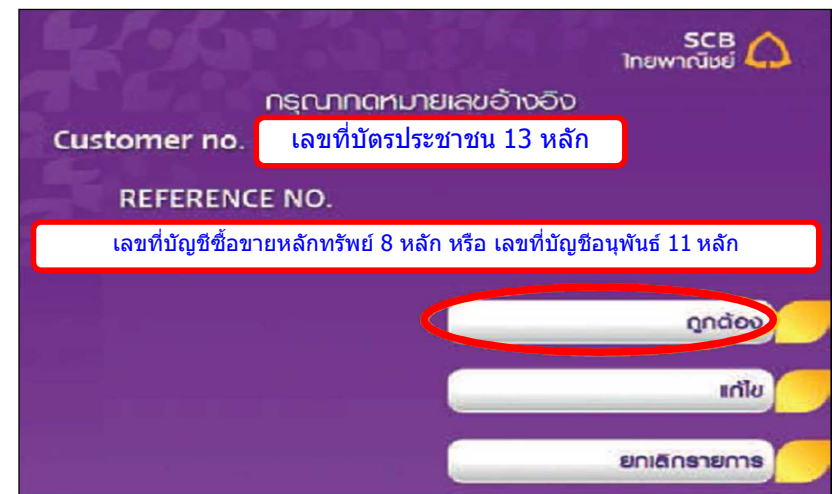 SCB
ไทยพาณิชย์
กรุณากดหมายเลขอ้างอิง
Customer no. เลขที่บัตรประชาชน 13 หลัก
REFERENCE NO.
เลขที่บัญชีซื้อขายหลักทรัพย์ 8 หลัก หรือ เลขที่บัญชีอนุพันธ์ 11 หลัก
ถูกต้อง
แก้ไข
ยกเลิกรายการ